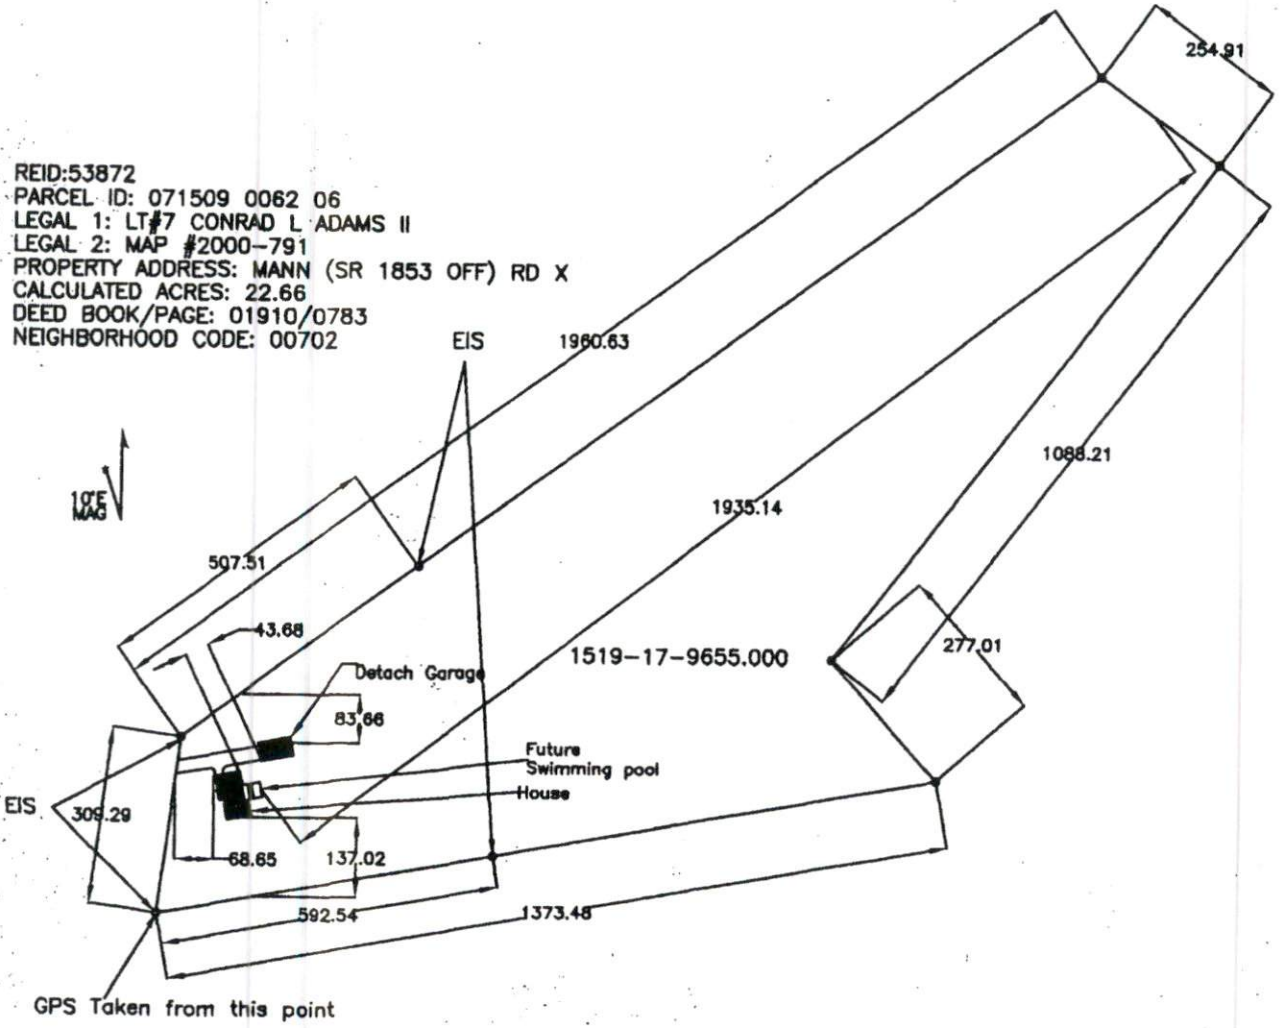 254.91
REID:53872
PARCEL ID: 071509 0062 06
LEGAL 1: LT#7 CONRAD L ADAMS II
LEGAL 2: MAP #2000-791
PROPERTY ADDRESS: MANN (SR 1853 OFF) RD X
CALCULATED ACRES: 22.66
DEED BOOK/PAGE: 01910/0783
NEIGHBORHOOD CODE: 00702
EIS
1960.63
1088.21
10°E
MAG
1935.14
507.51
43.68
277.01
1519-17-9655.000
Detach Garage
83.66
Future
Swimming pool
House
EIS
309.29
68.65
137.02
592.54
1373.48
GPS Taken from this point